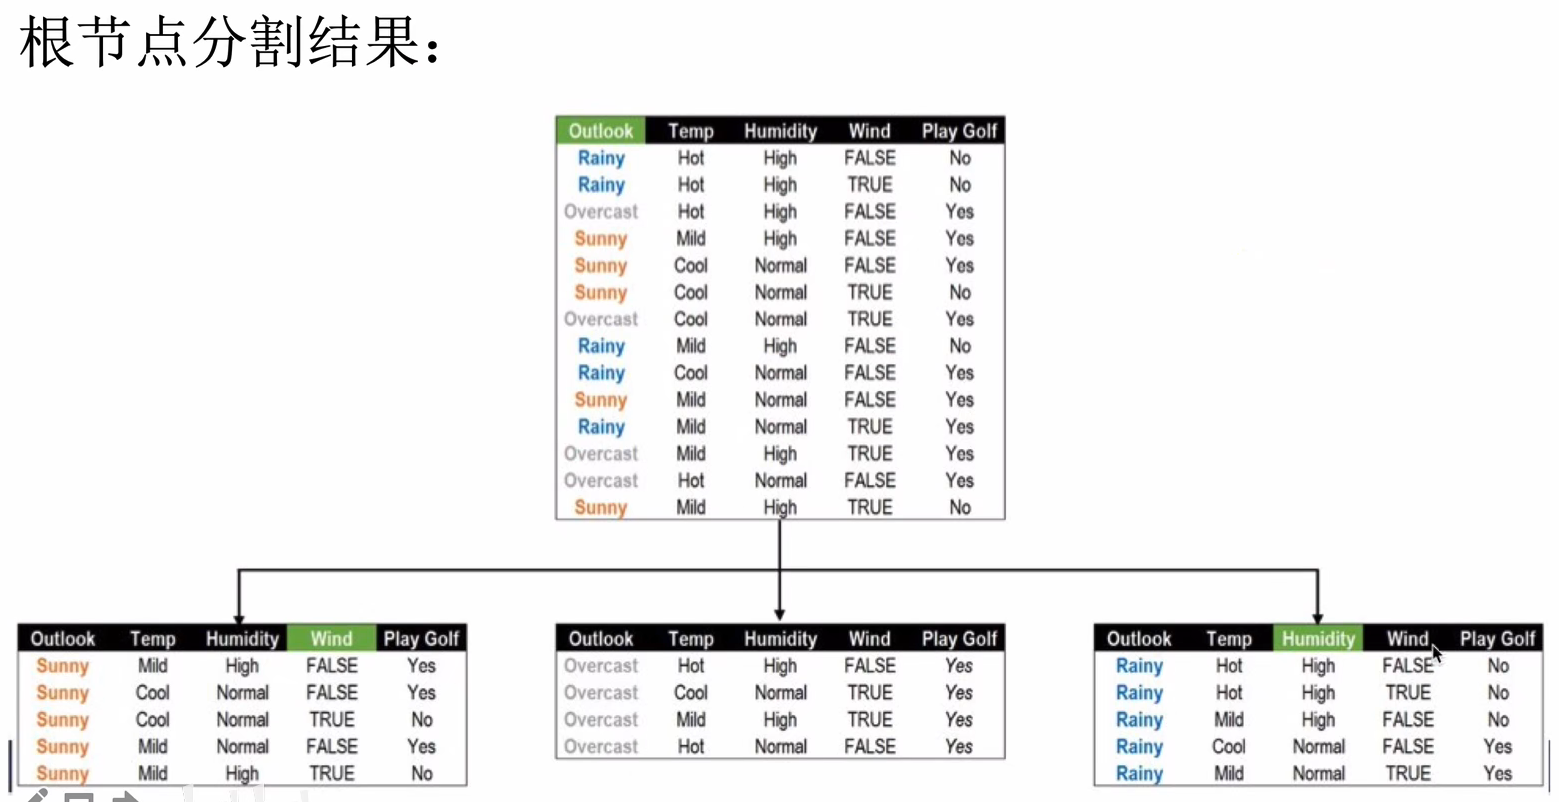 根节点分割结果：
Outlook Temp Humidity Wind Play Golf
Rainy Hot High FALSE No
Rainy Hot High TRUE No
Overcast Hot High FALSE Yes
Sunny Mild High FALSE Yes
Sunny Cool Normal FALSE Yes
Sunny Cool Normal TRUE No
Overcast Cool Normal TRUE Yes
Rainy Mild High FALSE No
Rainy Cool Normal FALSE Yes
Sunny Mild Normal FALSE Yes
Rainy Mild Normal TRUE Yes
Overcast Mild High TRUE Yes
Overcast Hot Normal FALSE Yes
Sunny Mild High TRUE No
Outlook Temp Humidity Wind Play Golf
Sunny Mild High FALSE Yes
Sunny Cool Normal FALSE Yes
Sunny Cool Normal TRUE No
Sunny Mild Normal FALSE Yes
Sunny Mild High TRUE No
Outlook Temp Humidity Wind Play Golf
Overcast Hot High FALSE Yes
Overcast Cool Normal TRUE Yes
Overcast Mild High TRUE Yes
Overcast Hot Normal FALSE Yes
Outlook Temp Humidity Wind Play Golf
Rainy Hot High FALSE No
Rainy Hot High TRUE No
Rainy Mild High FALSE No
Rainy Cool Normal FALSE Yes
Rainy Mild Normal TRUE Yes